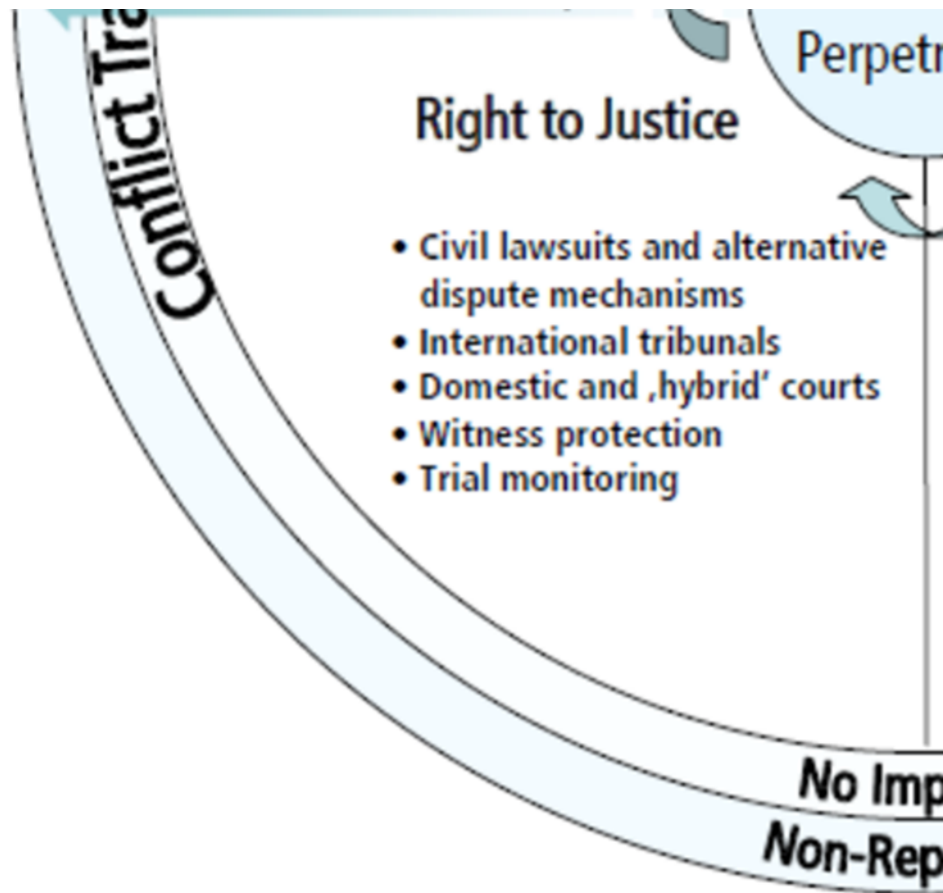 Conflict Tra
Perpetr
Right to Justice
• Civil lawsuits and alternative
dispute mechanisms
• International tribunals
• Domestic and ‚hybrid‘ courts
• Witness protection
• Trial monitoring
No Imp
Non-Rep